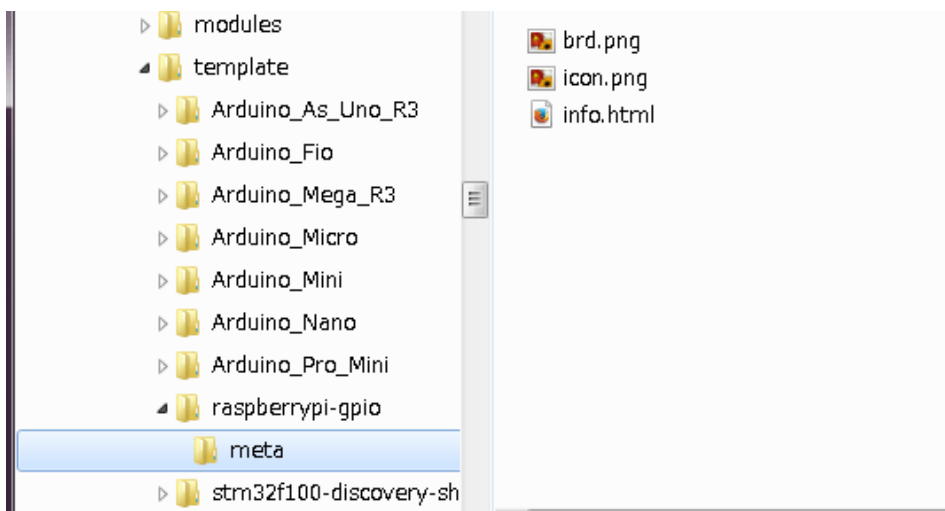 modules
template
Arduino_As_Uno_R3
Arduino_Fio
Arduino_Mega_R3
Arduino_Micro
Arduino_Mini
Arduino_Nano
Arduino_Pro_Mini
raspberrypi-gpio
meta
stm32f100-discovery-sh
brd.png
icon.png
info.html